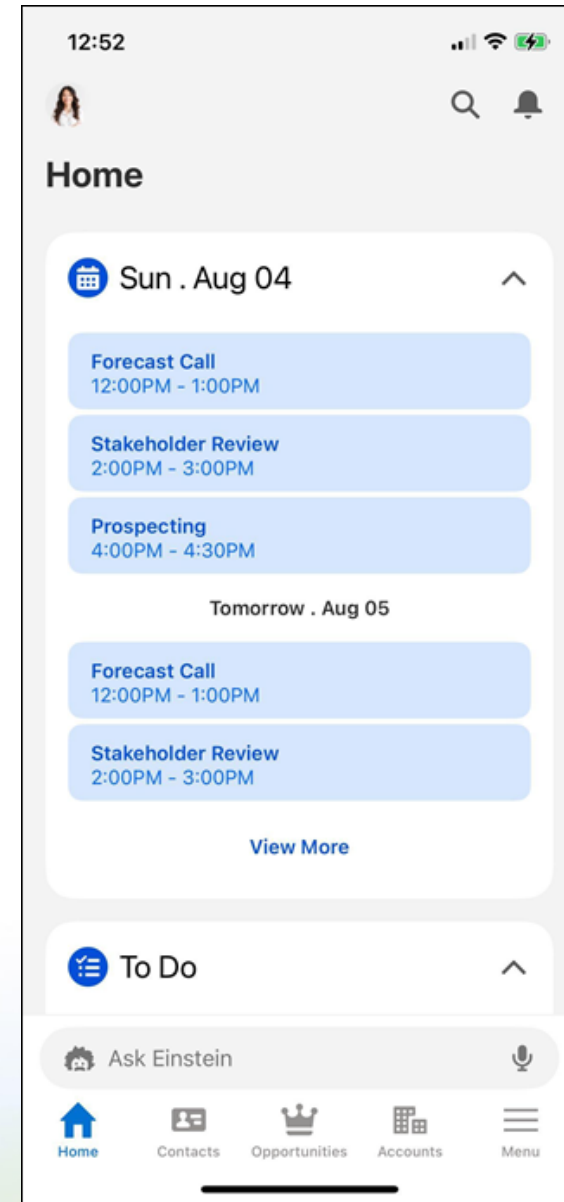 12:52
Home
Sun . Aug 04
Forecast Call
12:00PM - 1:00PM
Stakeholder Review
2:00PM - 3:00PM
Prospecting
4:00PM - 4:30PM
Tomorrow . Aug 05
Forecast Call
12:00PM - 1:00PM
Stakeholder Review
2:00PM - 3:00PM
View More
To Do
Ask Einstein
Home Contacts Opportunities Accounts Menu